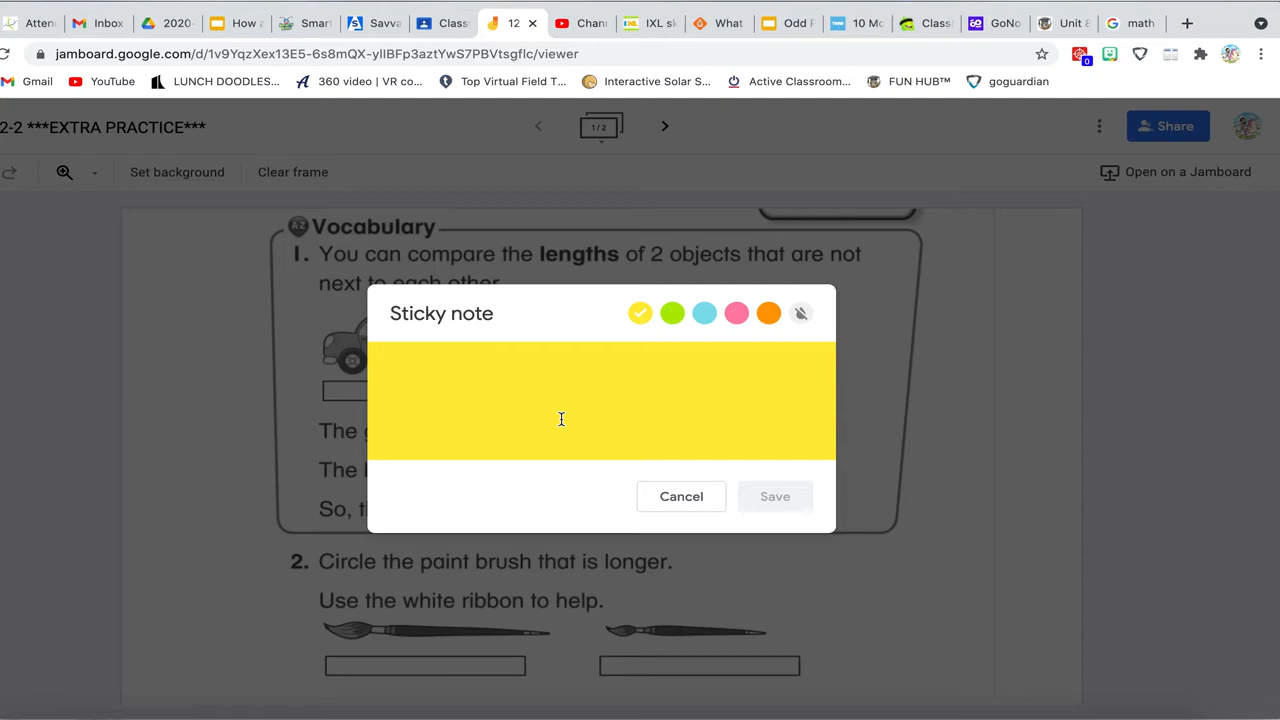 Atten
Inbox
2020-
How a
Smart
Savva
Class
12
Chan
IXL sk
What
Odd F
10 Mo
Class
GoNo
Unit 8
math
jamboard.google.com/d/1v9YqzXex13E5-6s8mQX-vlIBFp3aztYwS7PBVtsgflc/viewer
0
Gmail
YouTube
LUNCH DOODLES...
360 video | VR co...
Top Virtual Field T...
Interactive Solar S...
Active Classroom...
FUN HUB™
goguardian
2-2 ***EXTRA PRACTICE***
1 / 2
Share
Set background
Clear frame
Open on a Jamboard
A-Z Vocabulary
1. You can compare the lengths of 2 objects that are not
next to each other.
Sticky note
The
The
So, t
Cancel
Save
2. Circle the paint brush that is longer.
Use the white ribbon to help.